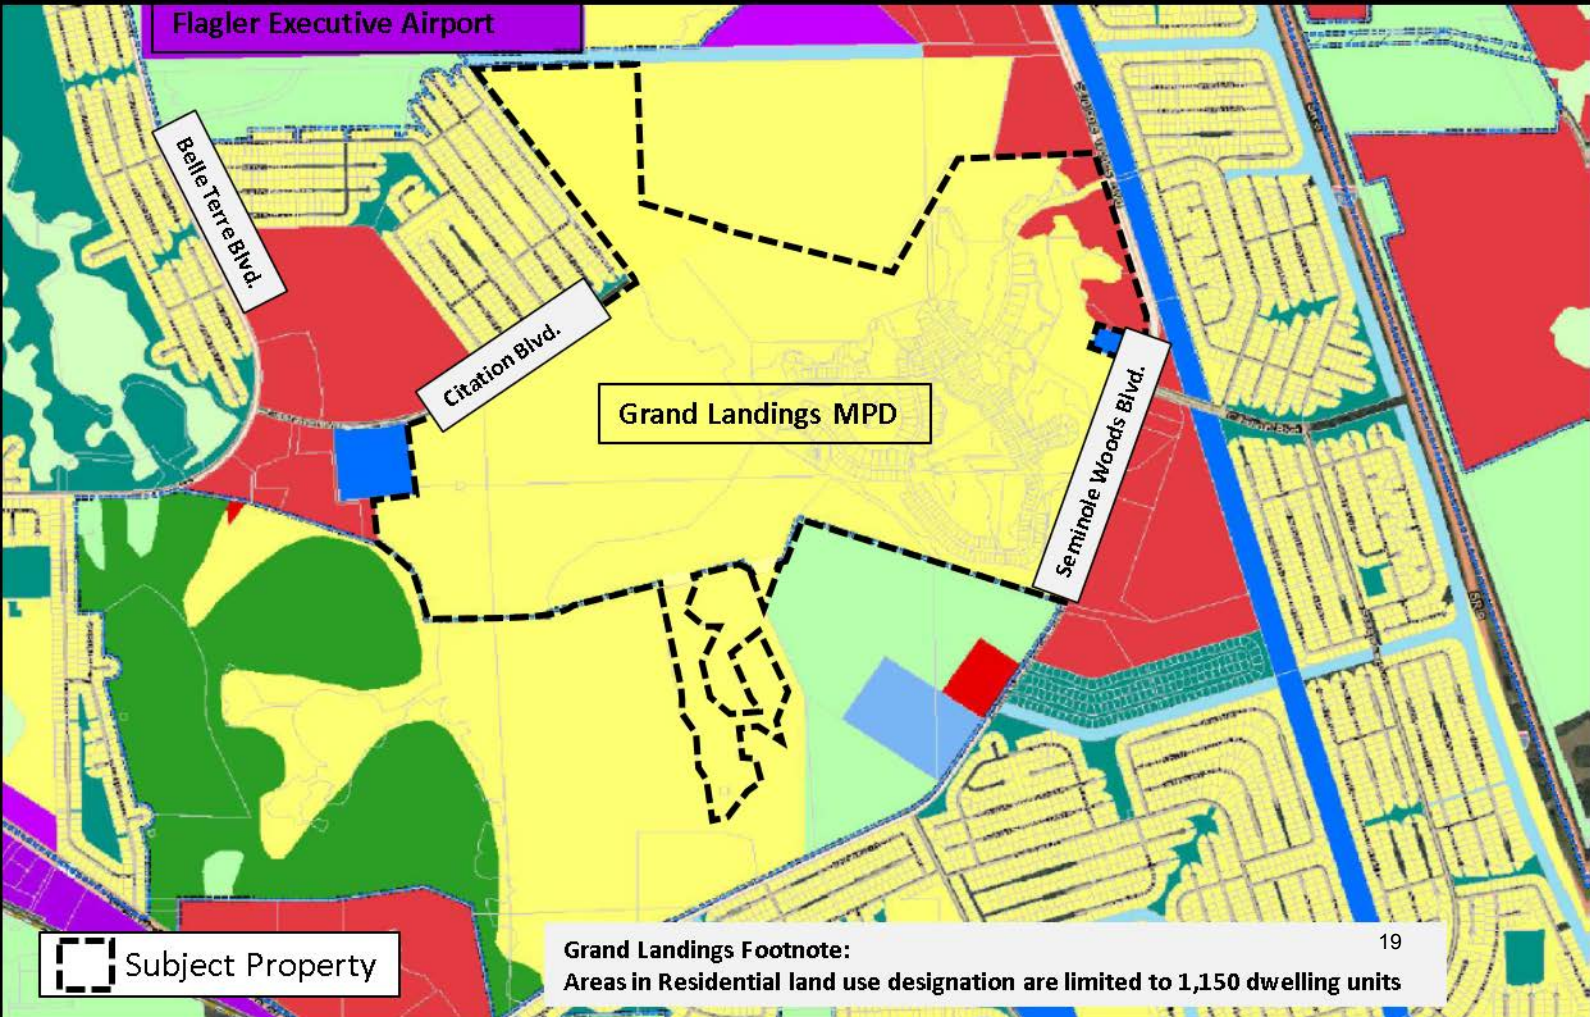 Flagler Executive Airport
Belle Terre Blvd.
Citation Blvd.
Grand Landings MPD
Seminole Woods Blvd.
Subject Property
Grand Landings Footnote:
19
Areas in Residential land use designation are limited to 1,150 dwelling units